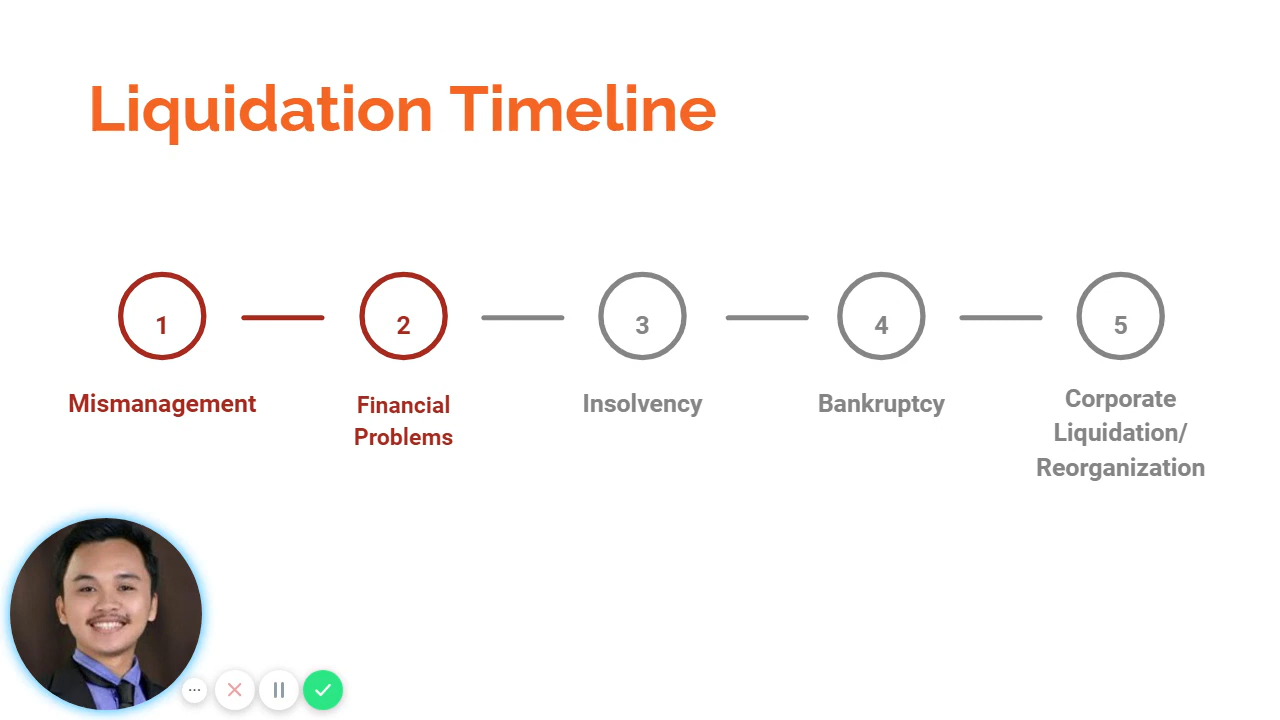 Liquidation Timeline
1
2
3
4
5
Mismanagement
Financial
Problems
Insolvency
Bankruptcy
Corporate
Liquidation/
Reorganization